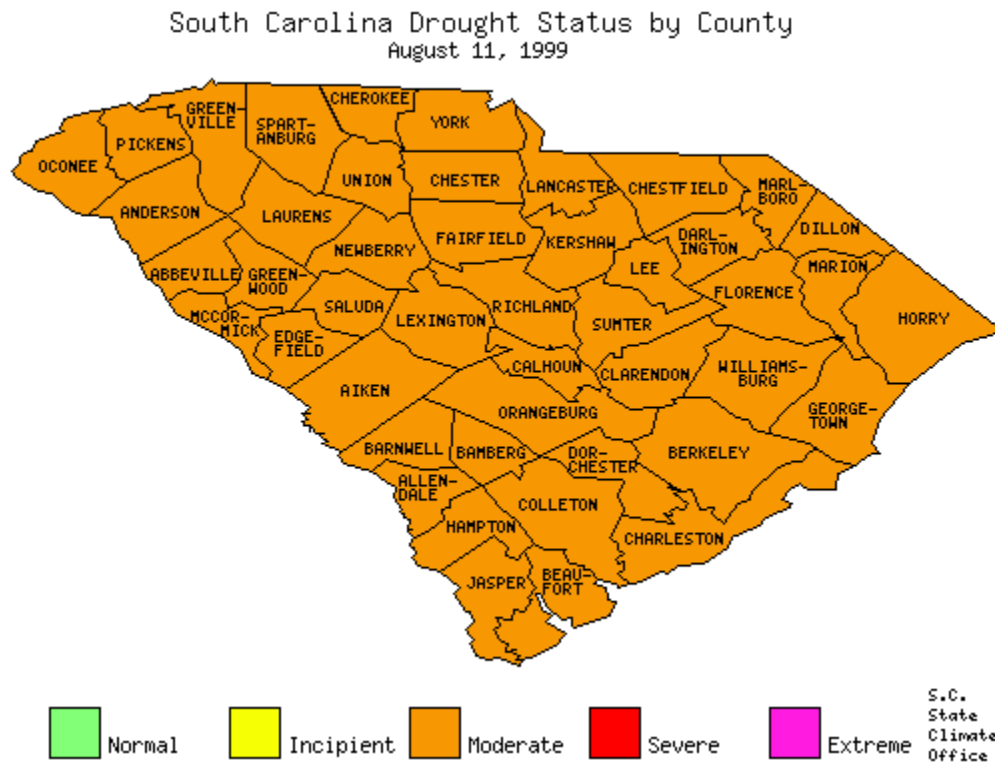 South Carolina Drought Status by County
August 11, 1999
CHEROKEE
GREEN-
VILLE
SPART-
ANBURG
YORK
PICKENS
OCONEE
UNION
CHESTER
LANCASTER
CHESTFIELD
MARL-
BORO
ANDERSON
LAURENS
DILLON
NEWBERRY
FAIRFIELD
KERSHAW
DARL-
INGTON
ABBEVILLE
GREEN-
WOOD
LEE
MARION
SALUDA
RICHLAND
FLORENCE
MCCOR-
MICK
LEXINGTON
SUMTER
HORRY
EDGE-
FIELD
CALHOUN
CLARENDON
WILLIAMS-
BURG
AIKEN
ORANGEBURG
GEORGE-
TOWN
BARNWELL
BAMBERG
DOR-
CHESTER
BERKELEY
ALLEN-
DALE
COLLETON
HAMPTON
CHARLESTON
JASPER
BEAU-
FORT
Normal
Incipient
Moderate
Severe
Extreme
S.C.
State
Climate
Office